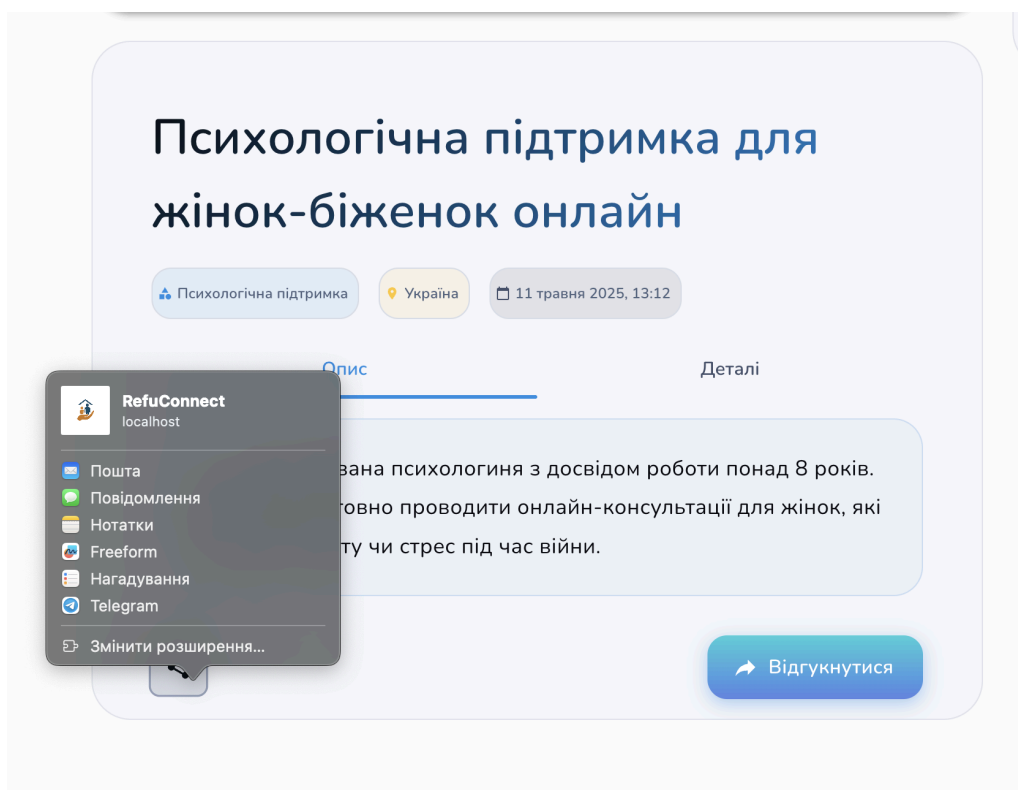 Психологічна підтримка для
жінок-біженок онлайн
Психологічна підтримка
Україна
11 травня 2025, 13:12
Опис
Деталі
RefuConnect
localhost
Пошта
Повідомлення
Нотатки
Freeform
Нагадування
Telegram
Змінити розширення...
вана психологиня з досвідом роботи понад 8 років.
товно проводити онлайн-консультації для жінок, які
ту чи стрес під час війни.
Відгукнутися